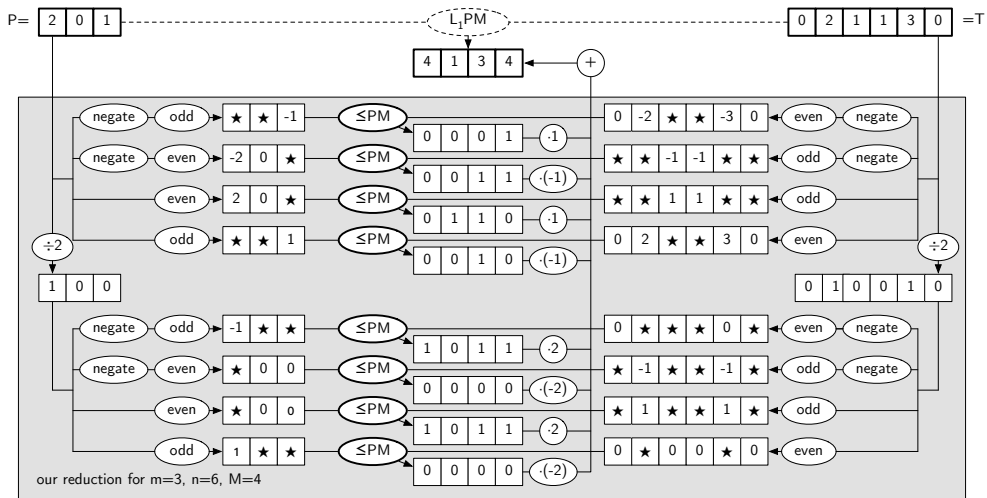 P= 2 0 1 L₁PM 0 2 1 1 3 0 =T
4 1 3 4 +
negate odd ★ ★ -1 ≤PM 0 -2 ★ ★ -3 0 even negate
0 0 0 1 ·1
negate even -2 0 ★ ≤PM ★ ★ -1 -1 ★ ★ odd negate
0 0 1 1 ·(-1)
even 2 0 ★ ≤PM ★ ★ 1 1 ★ ★ odd
0 1 1 0 ·1
odd ★ ★ 1 ≤PM 0 2 ★ ★ 3 0 even
÷2 0 0 1 0 ·(-1) ÷2
1 0 0 0 1 0 0 1 0
negate odd -1 ★ ★ ≤PM 0 ★ ★ ★ 0 ★ even negate
1 0 1 1 ·2
negate even ★ 0 0 ≤PM ★ -1 ★ ★ -1 ★ odd negate
0 0 0 0 ·(-2)
even ★ 0 0 ≤PM ★ 1 ★ ★ 1 ★ odd
1 0 1 1 ·2
odd 1 ★ ★ ≤PM 0 ★ 0 0 ★ 0 even
0 0 0 0 ·(-2)
our reduction for m=3, n=6, M=4